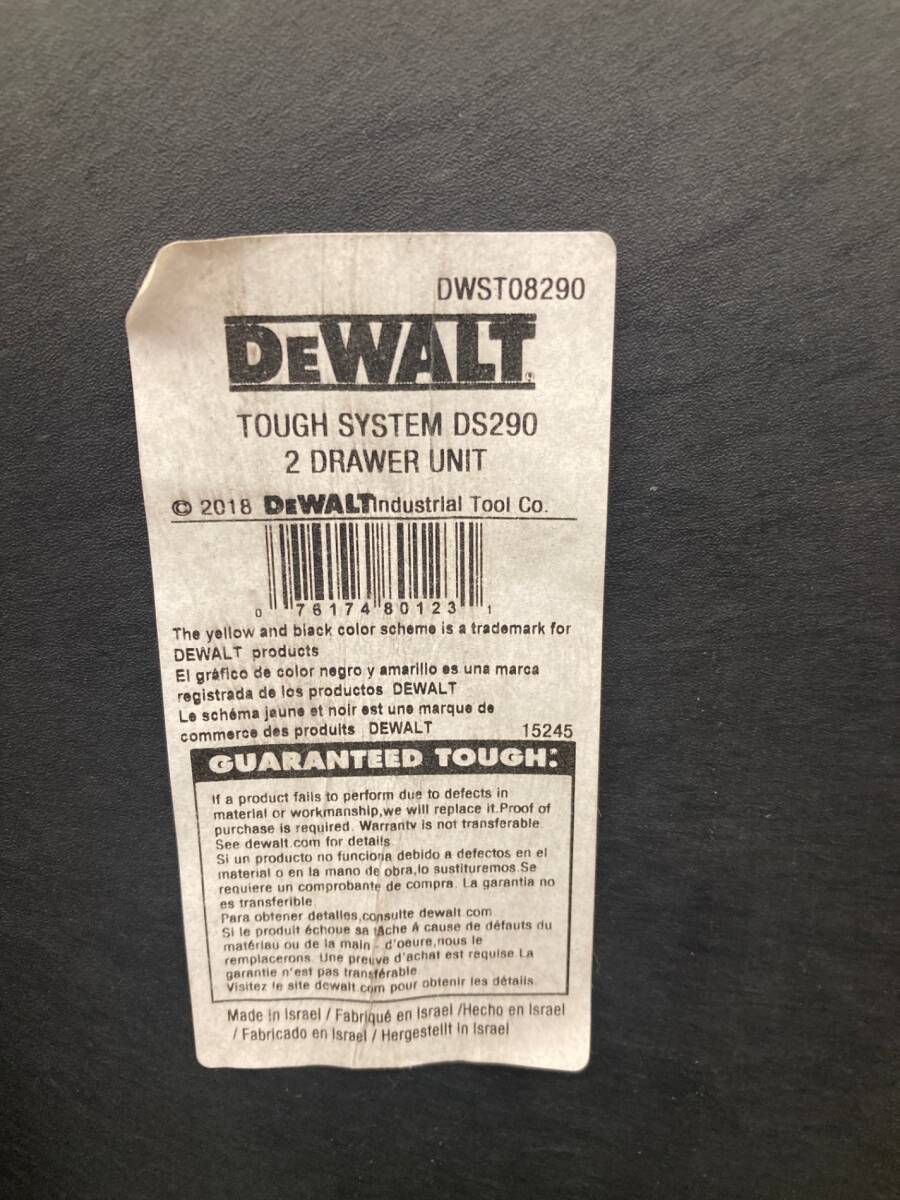 DWST08290
DEWALT®
TOUGH SYSTEM DS290
2 DRAWER UNIT
© 2018 DEWALT Industrial Tool Co.
0 76174 80123 1
The yellow and black color scheme is a trademark for
DEWALT products
El gráfico de color negro y amarillo es una marca
registrada de los productos DEWALT
Le schéma jaune et noir est une marque de
commerce des produits DEWALT
15245
GUARANTEED TOUGH.®
If a product fails to perform due to defects in
material or workmanship,we will replace it.Proof of
purchase is required. Warranty is not transferable.
See dewalt.com for details.
Si un producto no funciona debido a defectos en el
material o en la mano de obra,lo sustituremos.Se
requiere un comprobante de compra. La garantia no
es transferible.
Para obtener detalles,consulte dewalt.com
Si le produit échoue sa tâche À cause de défauts du
matériau ou de la main - d'oeure,nous le
remplacerons. Une preuve d'achat est requise.La
garantie n'est pas transférable.
Visitez le site dewalt.com pour obtenir les détails.
Made in Israel / Fabriqué en Israel /Hecho en Israel
/ Fabricado en Israel / Hergestellt in Israel